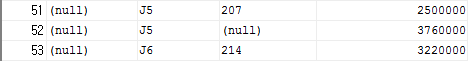 51 (null) J5 207 2500000
52 (null) J5 (null) 3760000
53 (null) J6 214 3220000